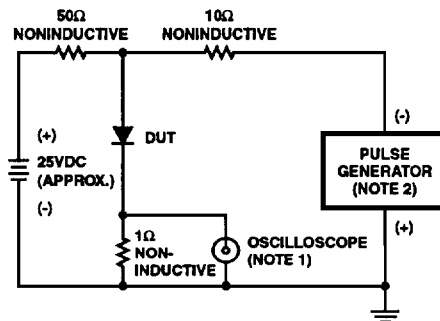 50Ω
NONINDUCTIVE
10Ω
NONINDUCTIVE
(+)
25VDC
(APPROX.)
(-)
DUT
1Ω
NON-
INDUCTIVE
OSCILLOSCOPE
(NOTE 1)
(-)
PULSE
GENERATOR
(NOTE 2)
(+)